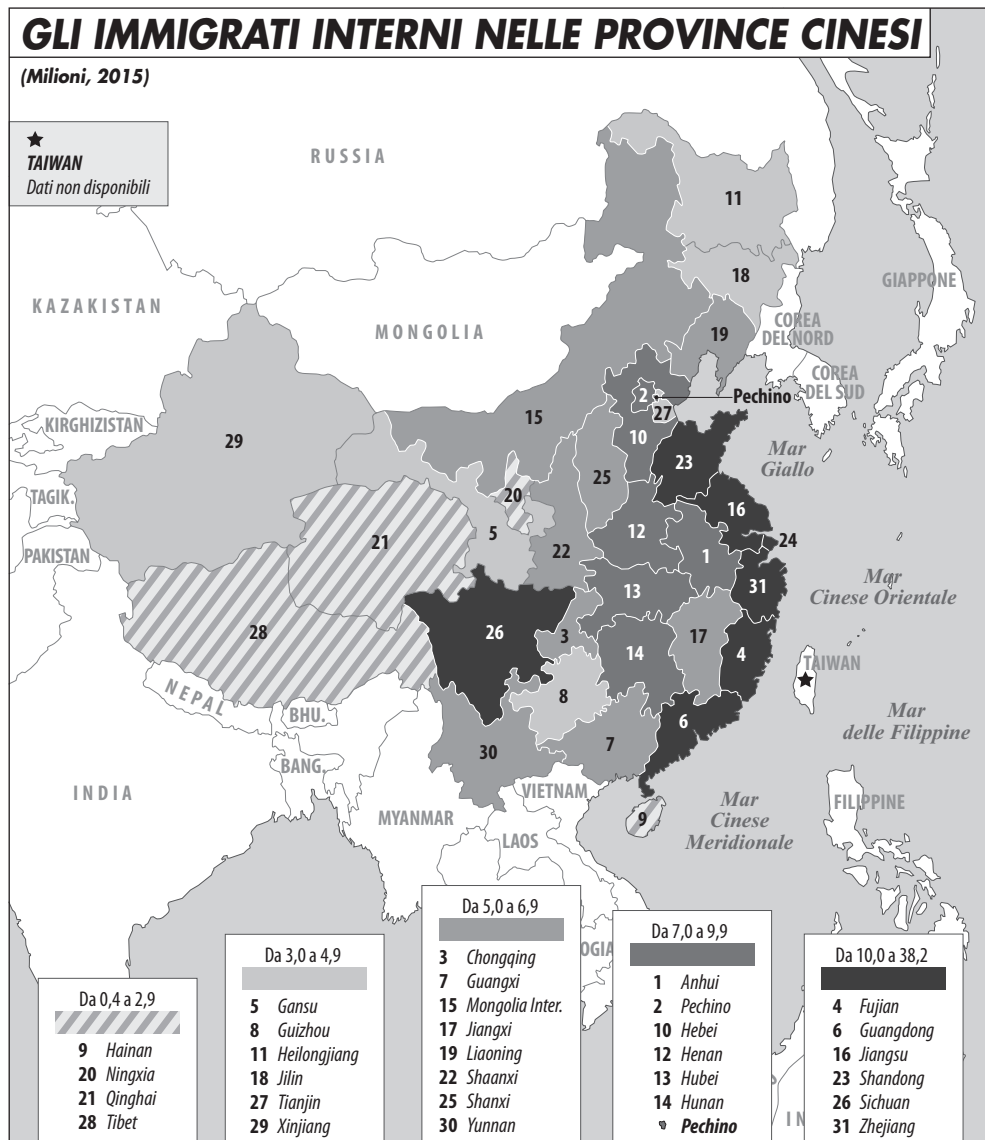 GLI IMMIGRATI INTERNI NELLE PROVINCE CINESI
(Milioni, 2015)
★
TAIWAN
Dati non disponibili
RUSSIA
11
18
GIAPPONE
KAZAKISTAN
MONGOLIA
19
COREA
DEL NORD
COREA
DEL SUD
2
Pechino
27
15
KIRGHIZISTAN
29
10
23
Mar
Giallo
25
20
TAGIK.
16
12
5
21
22
24
PAKISTAN
1
31
Mar
Cinese Orientale
13
28
26
3
14
17
4
TAIWAN
★
NEPAL
8
6
BHU.
Mar
delle Filippine
30
7
BANG.
INDIA
VIETNAM
MYANMAR
9
Mar
Cinese
Meridionale
FILIPPINE
LAOS
OGIA
IN
Da 0,4 a 2,9
9 Hainan
20 Ningxia
21 Qinghai
28 Tibet
Da 3,0 a 4,9
5 Gansu
8 Guizhou
11 Heilongjiang
18 Jilin
27 Tianjin
29 Xinjiang
Da 5,0 a 6,9
3 Chongqing
7 Guangxi
15 Mongolia Inter.
17 Jiangxi
19 Liaoning
22 Shaanxi
25 Shanxi
30 Yunnan
Da 7,0 a 9,9
1 Anhui
2 Pechino
10 Hebei
12 Henan
13 Hubei
14 Hunan
Pechino
Da 10,0 a 38,2
4 Fujian
6 Guangdong
16 Jiangsu
23 Shandong
26 Sichuan
31 Zhejiang